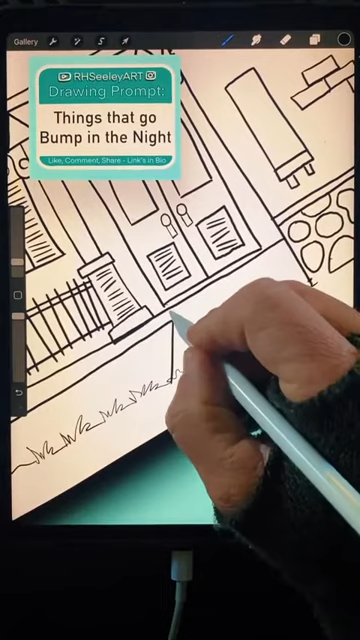 Gallery
RHSeeleyART
Drawing Prompt:
Things that go
Bump in the Night
Like, Comment, Share - Link's in Bio